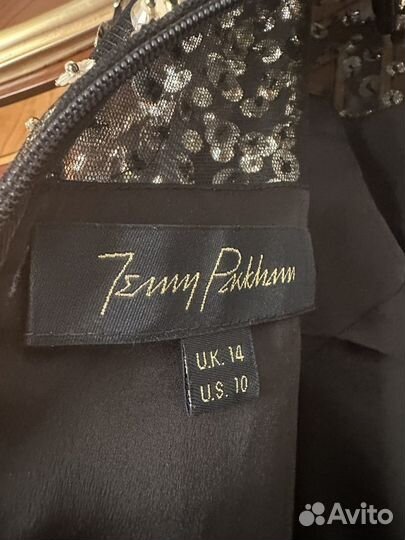 Jenny Packham
U.K. 14
U.S. 10
Avito